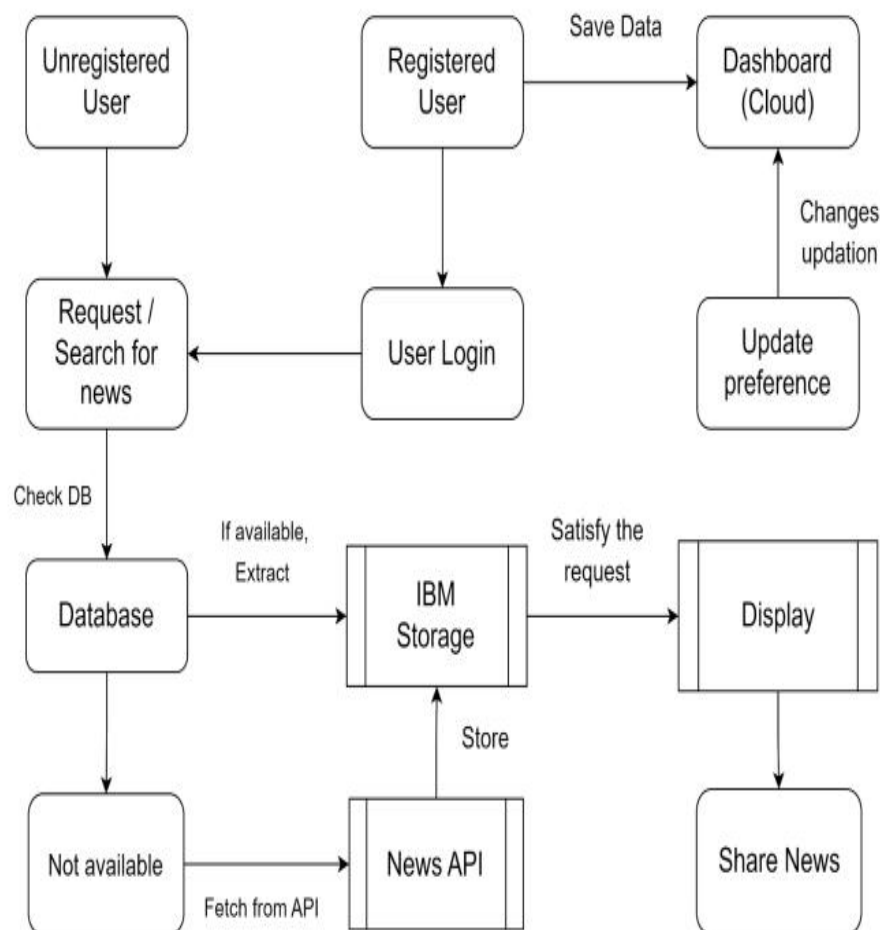 Unregistered
User
Registered
User
Save Data
Dashboard
(Cloud)
Changes
updation
Request /
Search for
news
User Login
Update
preference
Check DB
If available,
Extract
Satisfy the
request
Database
IBM
Storage
Display
Store
Not available
Fetch from API
News API
Share News